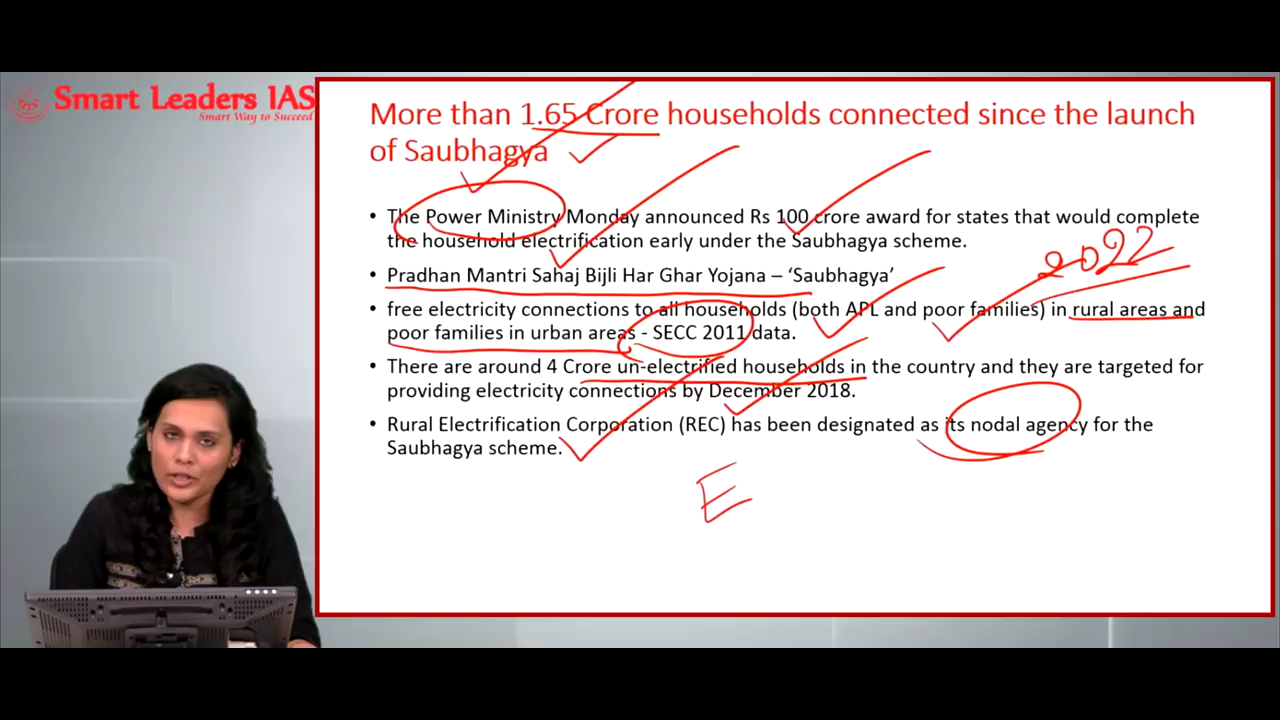 Smart Leaders IAS
Smart Way to Succeed
More than 1.65 Crore households connected since the launch
of Saubhagya
• The Power Ministry Monday announced Rs 100 crore award for states that would complete
the household electrification early under the Saubhagya scheme.
• Pradhan Mantri Sahaj Bijli Har Ghar Yojana – ‘Saubhagya’
2022
• free electricity connections to all households (both APL and poor families) in rural areas and
poor families in urban areas - SECC 2011 data.
• There are around 4 Crore un-electrified households in the country and they are targeted for
providing electricity connections by December 2018.
• Rural Electrification Corporation (REC) has been designated as its nodal agency for the
Saubhagya scheme.
E